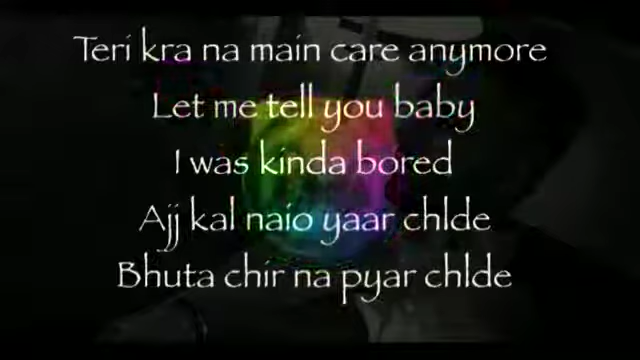 Teri kra na main care anymore
Let me tell you baby
I was kinda bored
Ajj kal naio yaar chlde
Bhuta chir na pyar chlde